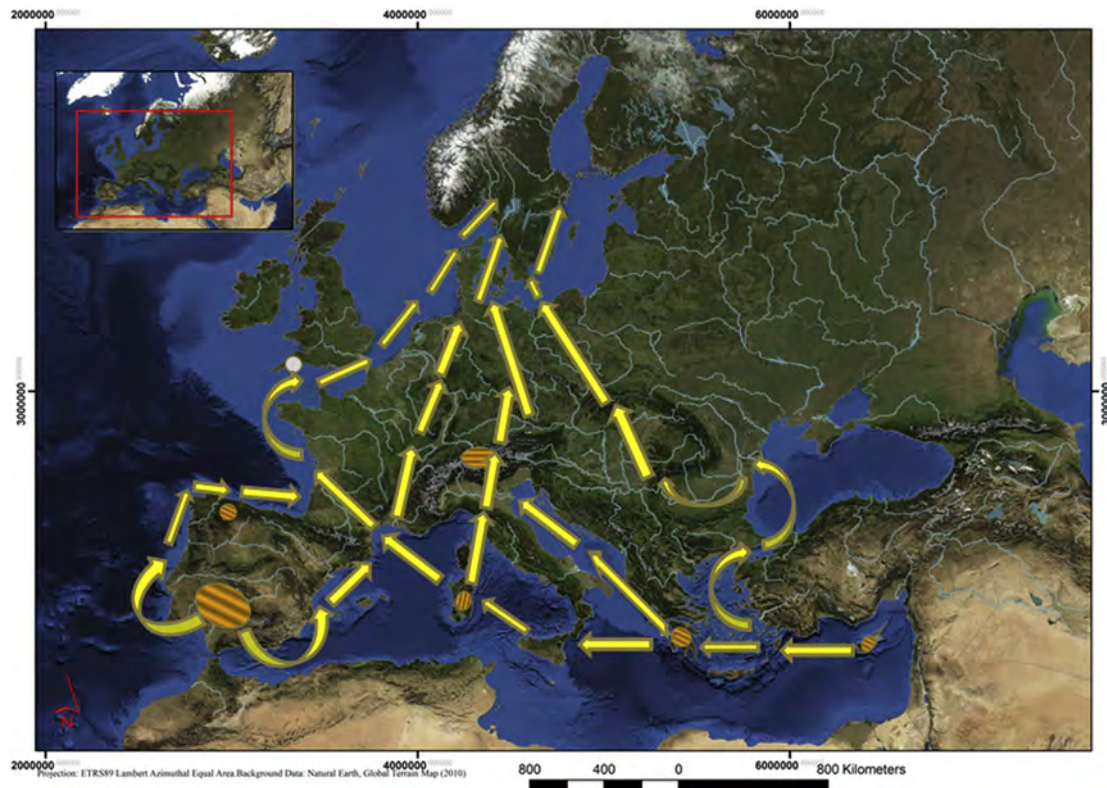 2000000 4000000 6000000
3000000 3000000
N
2000000 4000000 6000000
Projection: ETRS89 Lambert Azimuthal Equal Area.Background Data: Natural Earth, Global Terrain Map (2010)
800 400 0 800 Kilometers